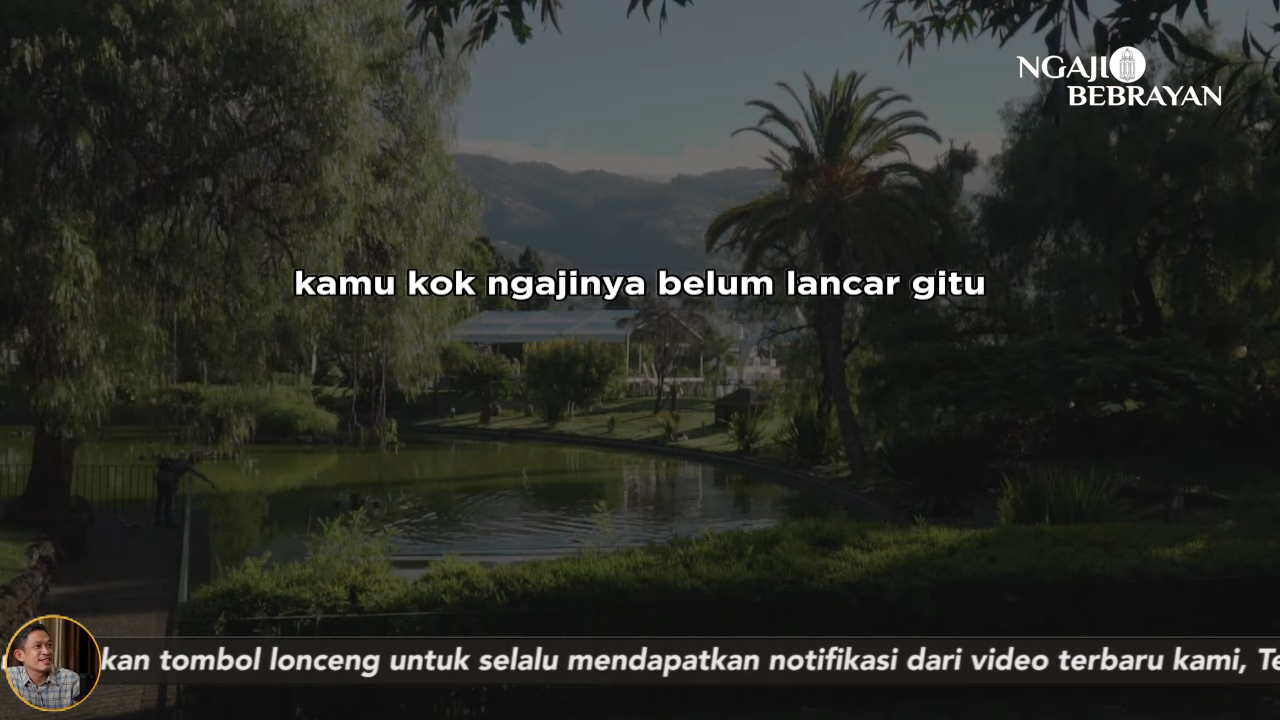 NGAJI
BEBRAYAN
kamu kok ngajinya belum lancar gitu
kan tombol lonceng untuk selalu mendapatkan notifikasi dari video terbaru kami, Te